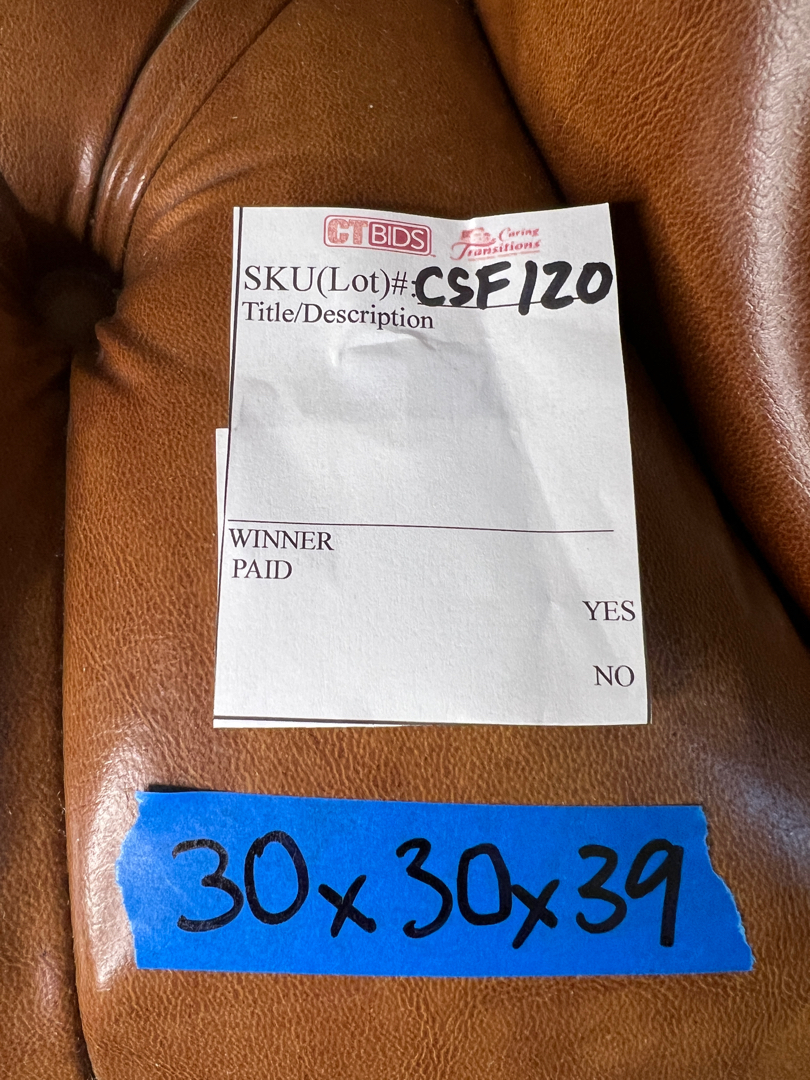 CTBIDS Caring Transitions
SKU(Lot)#: CSF120
Title/Description
WINNER
PAID
YES
NO
30x30x39